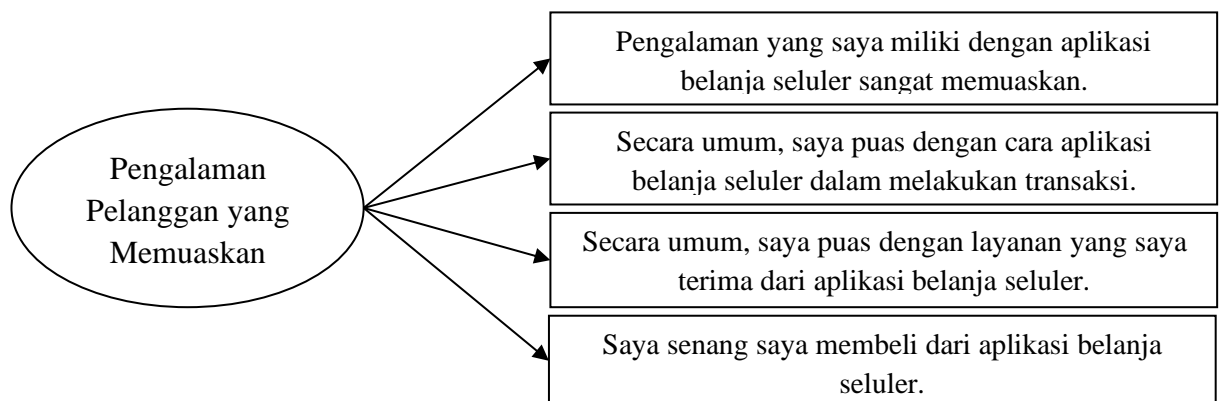 Pengalaman
Pelanggan yang
Memuaskan
Pengalaman yang saya miliki dengan aplikasi
belanja seluler sangat memuaskan.
Secara umum, saya puas dengan cara aplikasi
belanja seluler dalam melakukan transaksi.
Secara umum, saya puas dengan layanan yang saya
terima dari aplikasi belanja seluler.
Saya senang saya membeli dari aplikasi belanja
seluler.